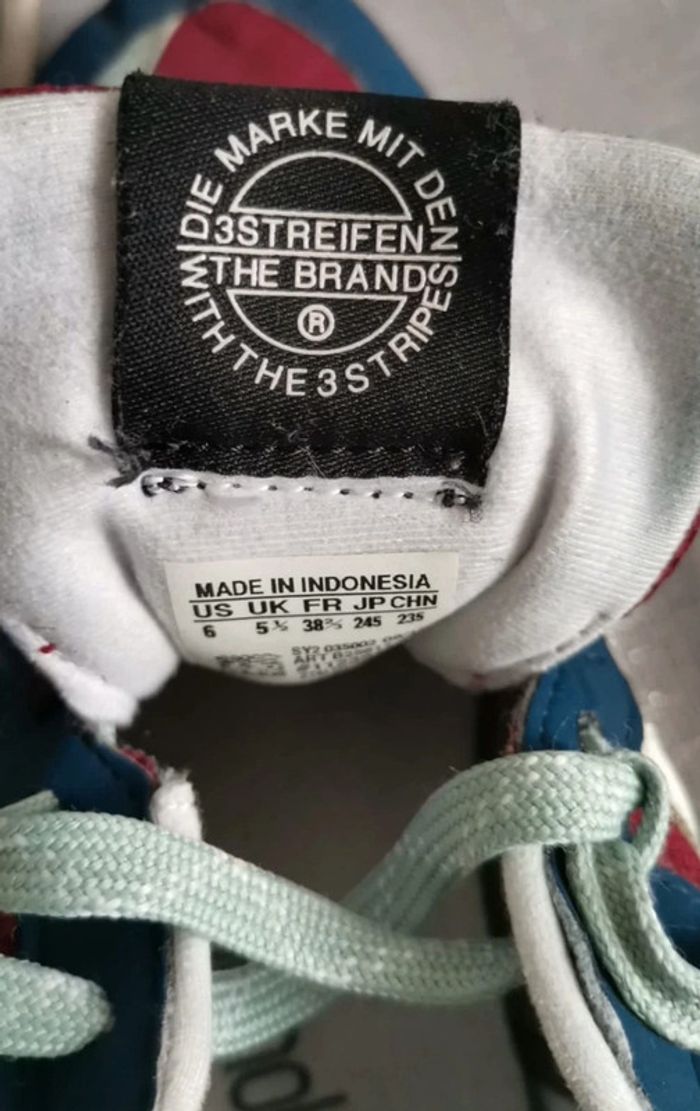 DIE MARKE MIT DEN
3STREIFEN
THE BRAND
®
WITH THE 3 STRIPES
MADE IN INDONESIA
US UK FR JP CHN
6 5½ 38⅔ 245 235